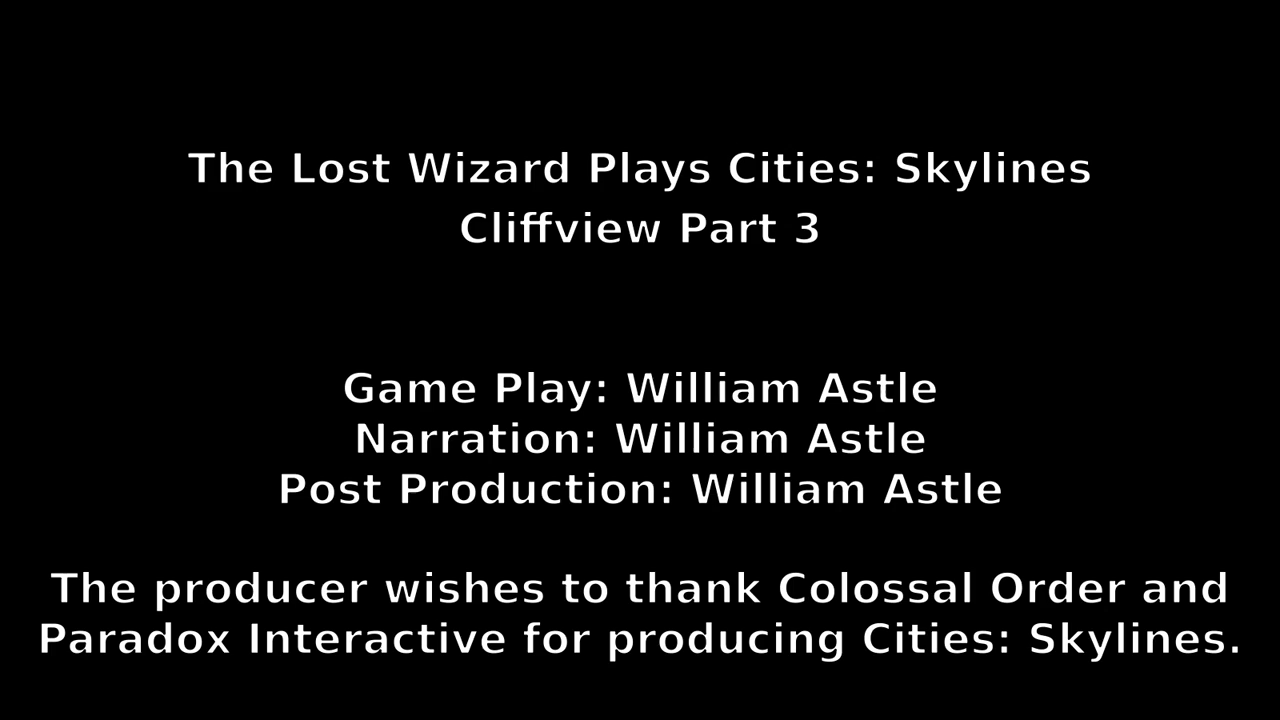 The Lost Wizard Plays Cities: Skylines
Cliffview Part 3
Game Play: William Astle
Narration: William Astle
Post Production: William Astle
The producer wishes to thank Colossal Order and
Paradox Interactive for producing Cities: Skylines.